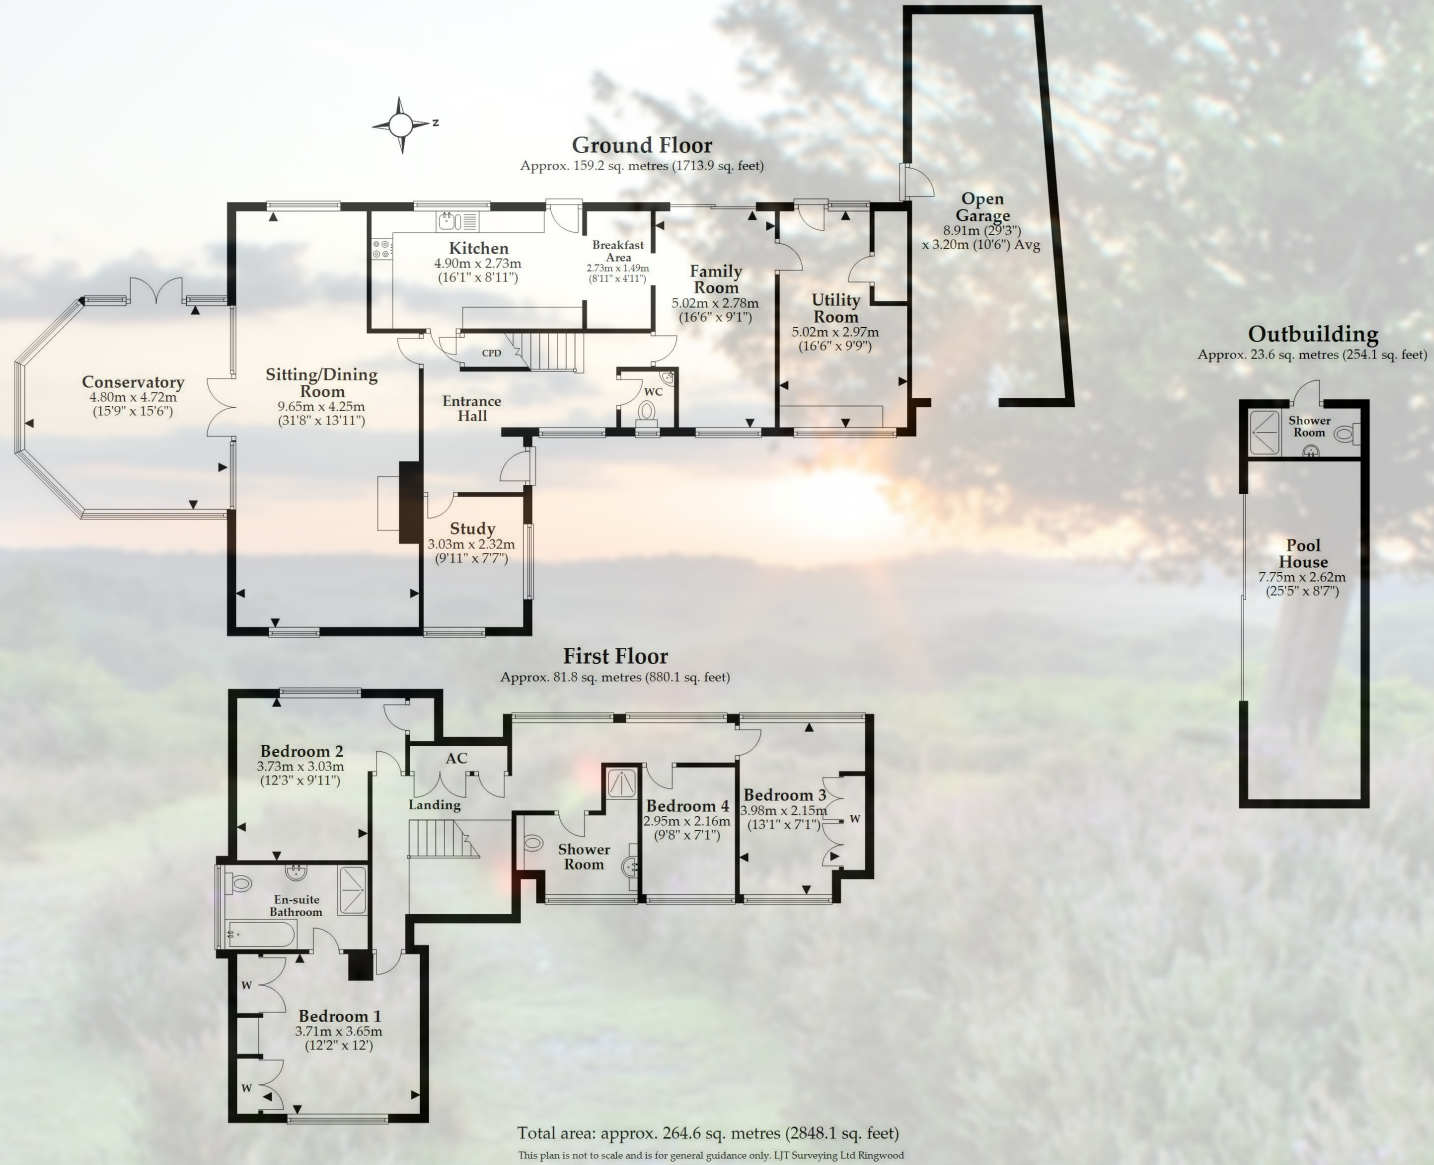 Z
Ground Floor
Approx. 159.2 sq. metres (1713.9 sq. feet)
Open
Garage
8.91m (29'3")
x 3.20m (10'6") Avg
Kitchen
4.90m x 2.73m
(16'1" x 8'11")
Breakfast
Area
2.73m x 1.49m
(8'11" x 4'11")
Family
Room
5.02m x 2.78m
(16'6" x 9'1")
Utility
Room
5.02m x 2.97m
(16'6" x 9'9")
Conservatory
4.80m x 4.72m
(15'9" x 15'6")
Sitting/Dining
Room
9.65m x 4.25m
(31'8" x 13'11")
CPD
Entrance
Hall
WC
Study
3.03m x 2.32m
(9'11" x 7'7")
Outbuilding
Approx. 23.6 sq. metres (254.1 sq. feet)
Shower
Room
Pool
House
7.75m x 2.62m
(25'5" x 8'7")
First Floor
Approx. 81.8 sq. metres (880.1 sq. feet)
Bedroom 2
3.73m x 3.03m
(12'3" x 9'11")
AC
Landing
Shower
Room
Bedroom 4
2.95m x 2.16m
(9'8" x 7'1")
Bedroom 3
3.98m x 2.15m
(13'1" x 7'1")
W
En-suite
Bathroom
W
Bedroom 1
3.71m x 3.65m
(12'2" x 12')
W
Total area: approx. 264.6 sq. metres (2848.1 sq. feet)
This plan is not to scale and is for general guidance only. LJT Surveying Ltd Ringwood